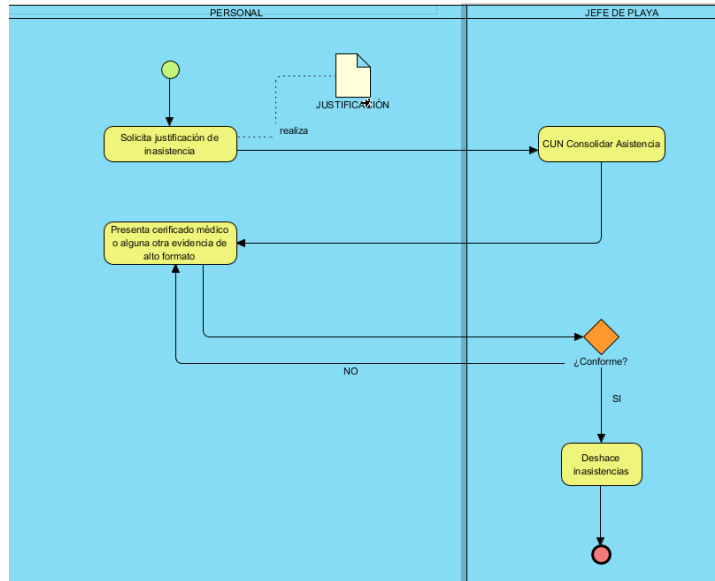 PERSONAL
JEFE DE PLAYA
JUSTIFICACIÓN
realiza
Solicita justificación de
inasistencia
CUN Consolidar Asistencia
Presenta cerificado médico
o alguna otra evidencia de
alto formato
¿Conforme?
NO
SI
Deshace
inasistencias